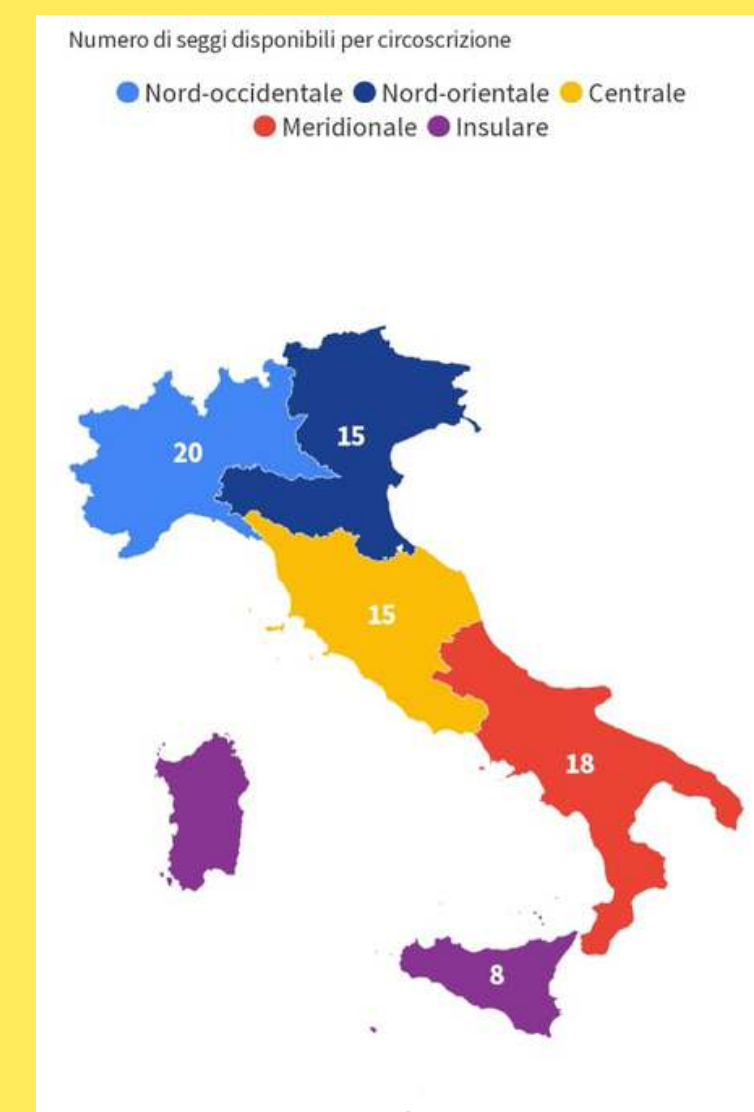 Numero di seggi disponibili per circoscrizione
Nord-occidentale Nord-orientale Centrale
Meridionale Insulare
15
20
15
18
8